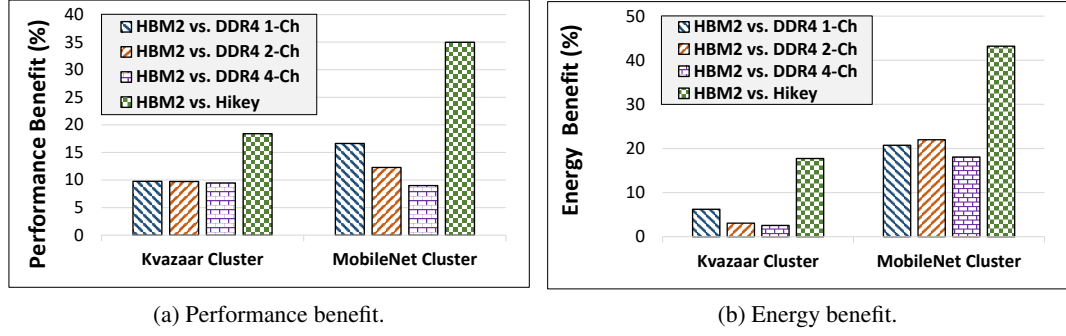 Performance Benefit (%)
40
35
30
25
20
15
10
5
0
HBM2 vs. DDR4 1-Ch
HBM2 vs. DDR4 2-Ch
HBM2 vs. DDR4 4-Ch
HBM2 vs. Hikey
Kvazaar Cluster
MobileNet Cluster
(a) Performance benefit.
Energy Benefit (%)
50
40
30
20
10
0
HBM2 vs. DDR4 1-Ch
HBM2 vs. DDR4 2-Ch
HBM2 vs. DDR4 4-Ch
HBM2 vs. Hikey
Kvazaar Cluster
MobileNet Cluster
(b) Energy benefit.